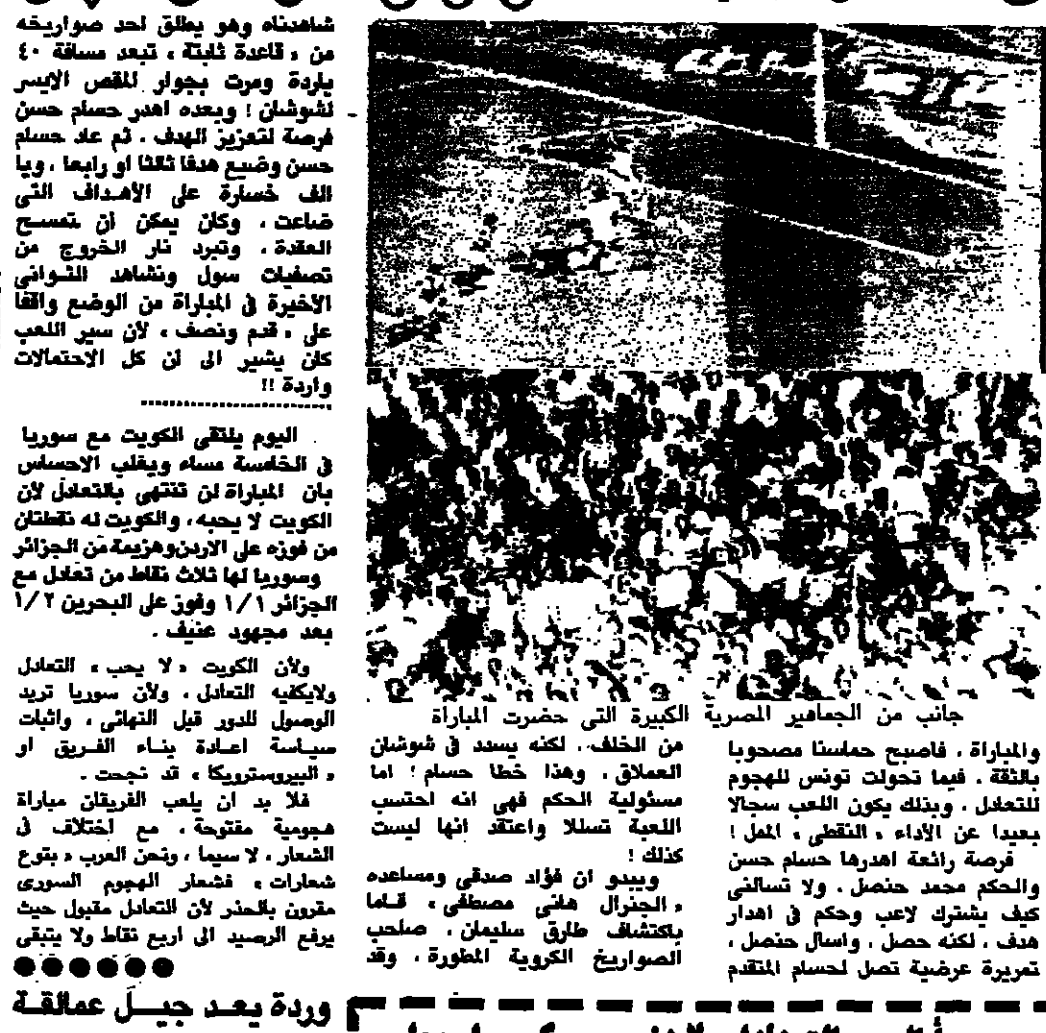 جانب من الجماهير المصرية الكبيرة التى حضرت المباراة
والمباراة ، فاصبح حماسنا مصحوبا
بالثقة ، فيما تحولت تونس للهجوم
للتعادل ، وبذلك يكون اللعب سجالا
بعيدا عن الأداء « النقطى » الممل !
فرصة رائعة اهدرها حسام حسن
والحكم محمد حنصل . ولا تسالنى
كيف يشترك لاعب وحكم فى اهدار
هدف ، لكنه حصل ، واسال حنصل ،
تمريرة عرضية تصل لحسام المتقدم
من الخلف ، لكنه يسدد فى شوشان
العملاق ، وهذا خطا حسام ! اما
مسئولية الحكم فهى انه احتسب
اللعبة تسللا واعتقد انها ليست
كذلك !
ويبدو ان فؤاد صدقى ومساعده
« الجنرال هانى مصطفى » قاما
باكتشاف طارق سليمان ، صاحب
الصواريخ الكروية المطورة ، وقد
شاهدناه وهو يطلق احد صواريخه
من « قاعدة ثابتة » تبعد مسافة ٤٠
ياردة ومرت بجوار المقص الايسر
لشوشان ! وبعده اهدر حسام حسن
فرصة لتعزيز الهدف ، ثم عاد حسام
حسن وضيع هدفا ثالثا او رابعا ، ويا
الف خسارة على الأهداف التى
ضاعت ، وكان يمكن ان تمسح
العقدة ، وتبرد نار الخروج من
تصفيات سول ونشاهد الثوانى
الأخيرة فى المباراة من الوضع واقفا
على « قدم ونصف » لأن سير اللعب
كان يشير الى ان كل الاحتمالات
واردة !!
اليوم يلتقى الكويت مع سوريا
فى الخامسة مساء ويغلب الاحساس
بان المباراة لن تنتهى بالتعادل لأن
الكويت لا يحبه ، والكويت له نقطتان
من فوزه على الاردن وهزيمة من الجزائر
وسوريا لها ثلاث نقاط من تعادل مع
الجزائر ١/١ وفوز على البحرين ١/٢
بعد مجهود عنيف .
ولأن الكويت « لا يحب » التعادل
ولايكفيه التعادل ، ولأن سوريا تريد
الوصول للدور قبل النهائى ، واثبات
سياسة اعادة بناء الفريق او
« البيروسترويكا » قد نجحت .
فلا بد ان يلعب الفريقان مباراة
هجومية مفتوحة ، مع اختلاف فى
الشعار ، لا سيما ، ونحن العرب « بتوع
شعارات » فشعار الهجوم السورى
مقرون بالحذر لأن التعادل مقبول حيث
يرفع الرصيد الى اربع نقاط ولا يتبقى
وردة يعد جيل عمالقة